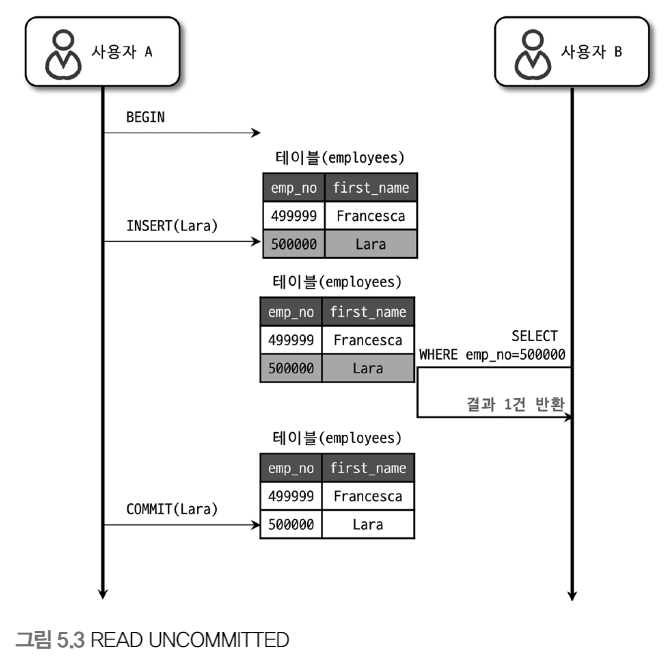 사용자 A
사용자 B
BEGIN
테이블(employees)
emp_no first_name
499999 Francesca
INSERT(Lara)
500000 Lara
테이블(employees)
emp_no first_name
499999 Francesca
500000 Lara
SELECT
WHERE emp_no=500000
결과 1건 반환
테이블(employees)
emp_no first_name
499999 Francesca
COMMIT(Lara)
500000 Lara
그림 5.3 READ UNCOMMITTED